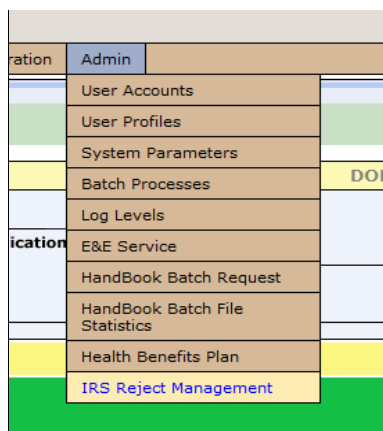 ration Admin
User Accounts
User Profiles
System Parameters
Batch Processes
DO
Log Levels
ication
E&E Service
HandBook Batch Request
HandBook Batch File
Statistics
Health Benefits Plan
IRS Reject Management